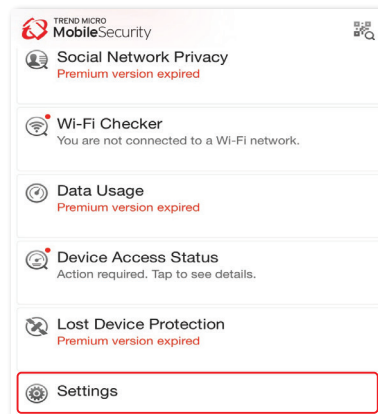 TREND MICRO
MobileSecurity
Social Network Privacy
Premium version expired
Wi-Fi Checker
You are not connected to a Wi-Fi network.
Data Usage
Premium version expired
Device Access Status
Action required. Tap to see details.
Lost Device Protection
Premium version expired
Settings